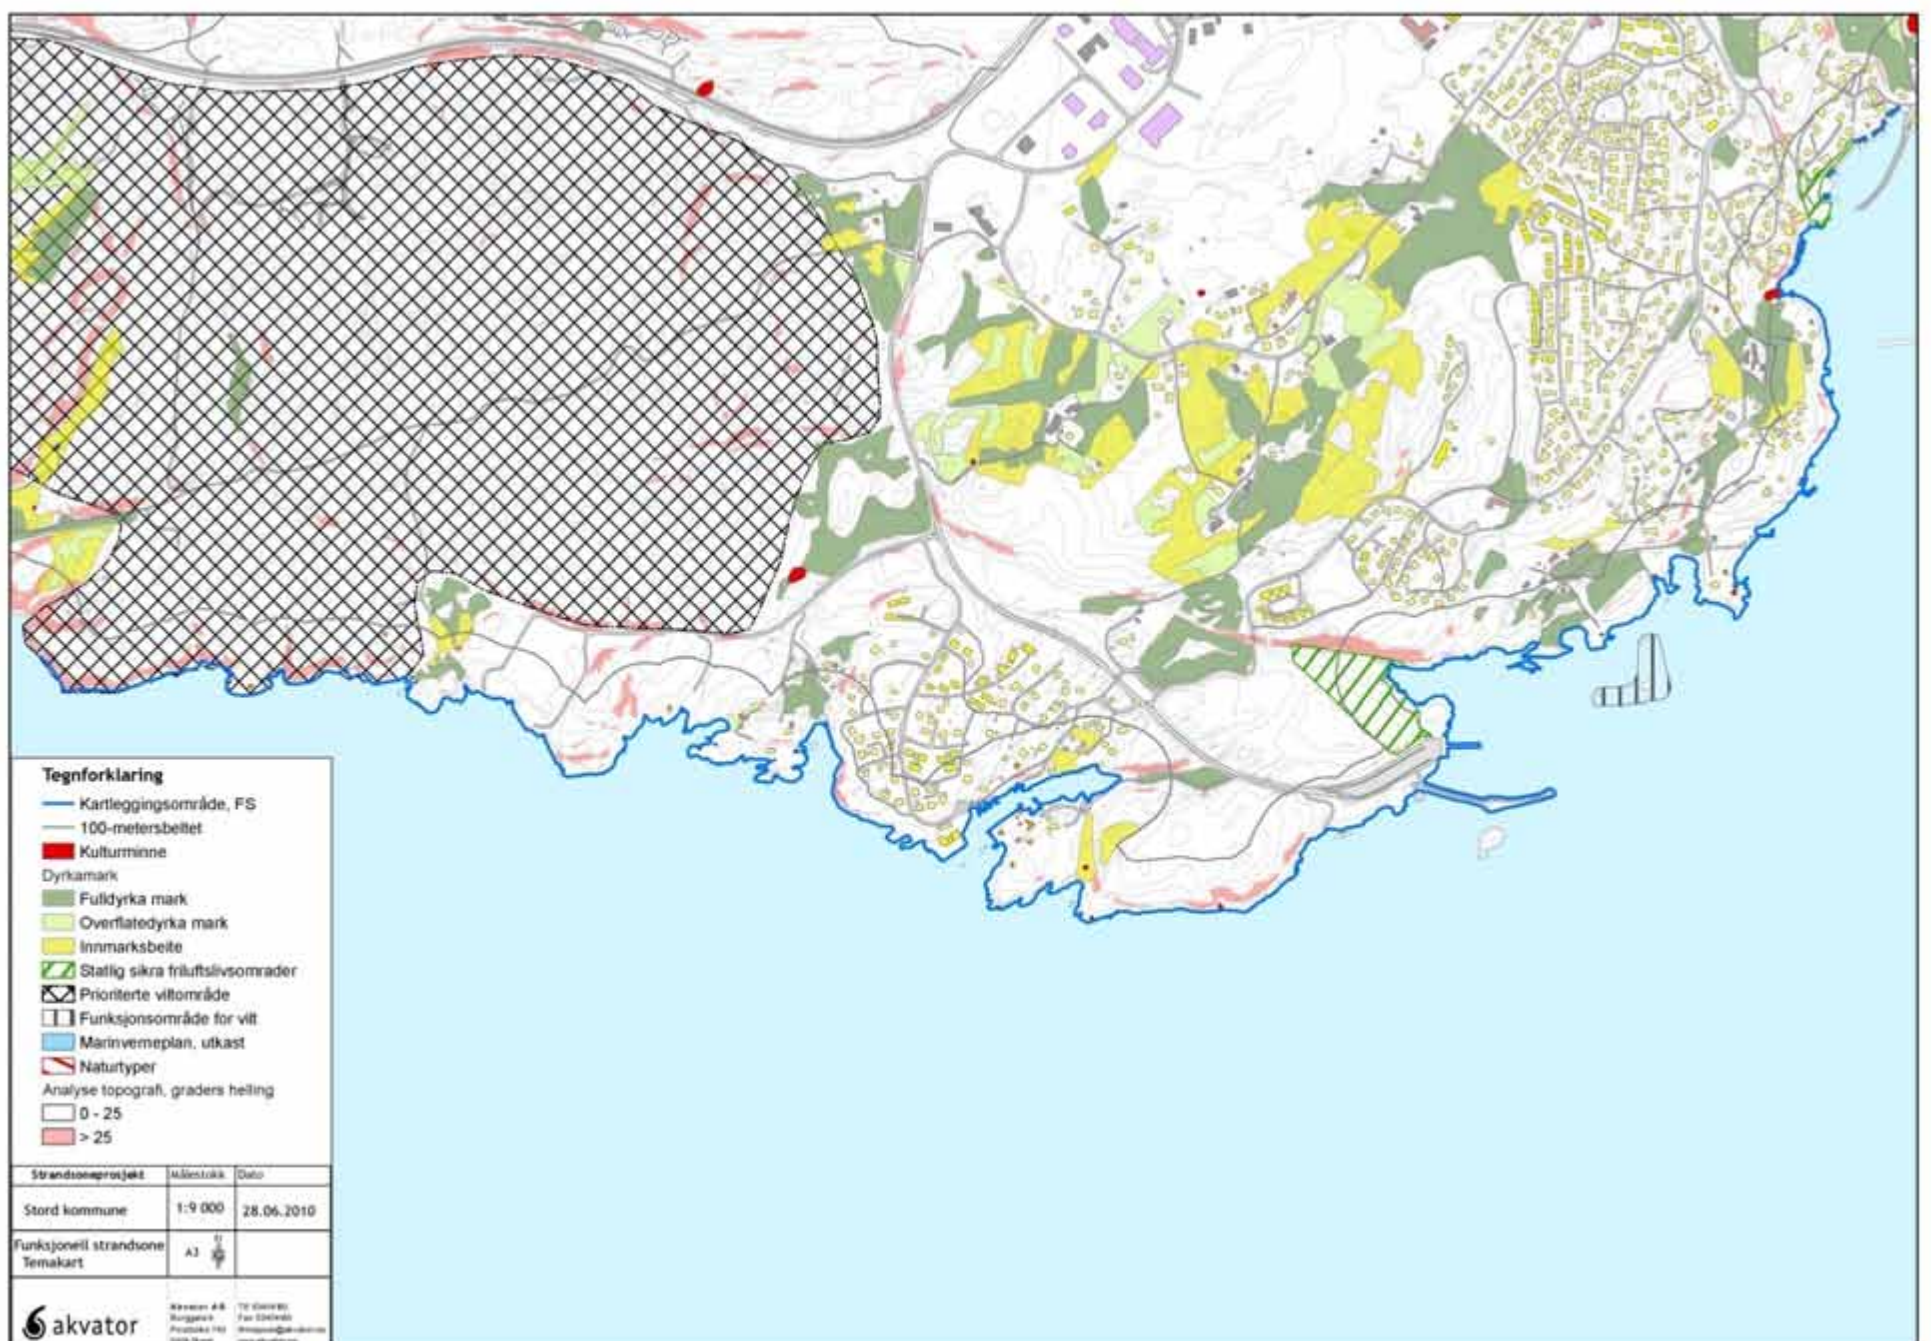 Tegnforklaring
Kartleggingsområde, FS
100-metersbeltet
Kulturminne
Dyrkamark
Fulldyrka mark
Overflatedyrka mark
Innmarksbeite
Statlig sikra friluftslivsområder
Prioriterte viltområde
Funksjonsområde for vilt
Marinverneplan, utkast
Naturtyper
Analyse topografi, graders helling
0 - 25
> 25
Strandsoneprosjekt Målestokk Dato
Stord kommune 1:9 000 28.06.2010
Funksjonell strandsone
Temakart
A3
akvator
Akvator AS